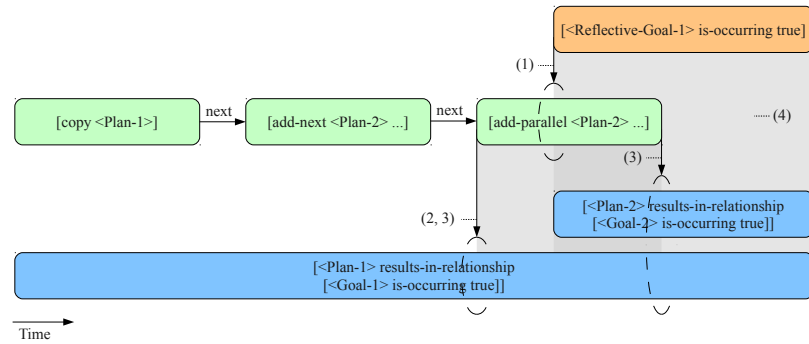 [<Reflective-Goal-1> is-occurring true]
(1)
next
next
[copy <Plan-1>]
[add-next <Plan-2> ...]
[add-parallel <Plan-2> ...]
(4)
(3)
[<Plan-2> results-in-relationship
[<Goal-2> is-occurring true]]
(2, 3)
[<Plan-1> results-in-relationship
[<Goal-1> is-occurring true]]
Time